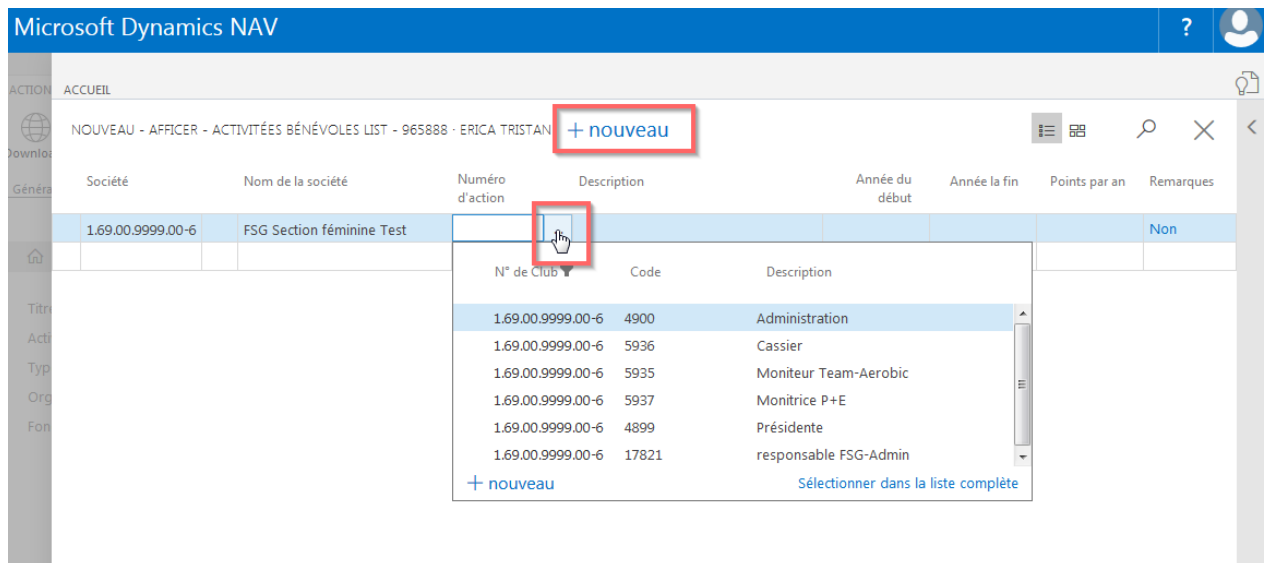 Microsoft Dynamics NAV ?
ACTION ACCUEIL
NOUVEAU - AFFICER - ACTIVITÉES BÉNÉVOLES LIST - 965888 · ERICA TRISTAN + nouveau
Downloa
Société Nom de la société Numéro d'action Description Année du début Année la fin Points par an Remarques
Généra
1.69.00.9999.00-6 FSG Section féminine Test Non
N° de Club Code Description
1.69.00.9999.00-6 4900 Administration
Titre
1.69.00.9999.00-6 5936 Cassier
Acti
1.69.00.9999.00-6 5935 Moniteur Team-Aerobic
Typ
1.69.00.9999.00-6 5937 Monitrice P+E
Org
1.69.00.9999.00-6 4899 Présidente
Fon
1.69.00.9999.00-6 17821 responsable FSG-Admin
+ nouveau Sélectionner dans la liste complète